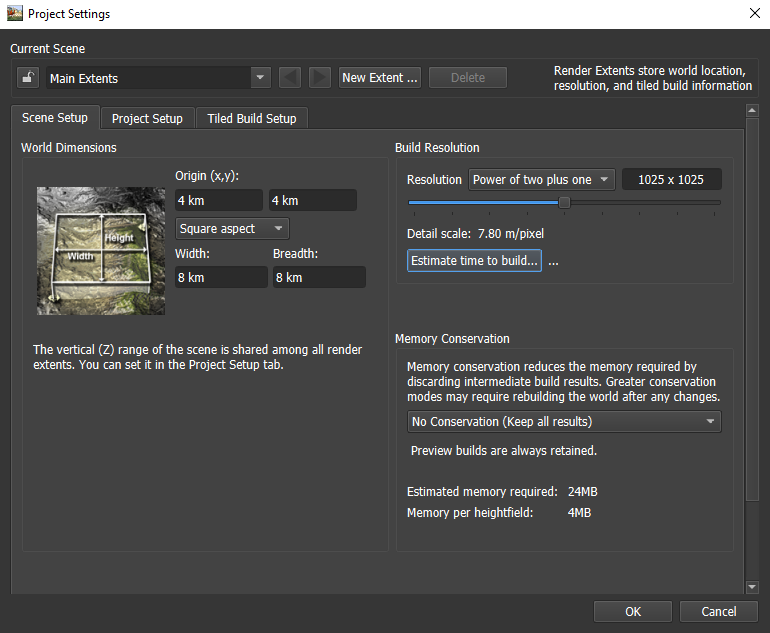 Project Settings
Current Scene
Main Extents
New Extent ...
Delete
Render Extents store world location,
resolution, and tiled build information
Scene Setup
Project Setup
Tiled Build Setup
World Dimensions
Origin (x,y):
4 km
4 km
Square aspect
Width:
Breadth:
8 km
8 km
Height
Width
The vertical (Z) range of the scene is shared among all render
extents. You can set it in the Project Setup tab.
Build Resolution
Resolution
Power of two plus one
1025 x 1025
Detail scale: 7.80 m/pixel
Estimate time to build...
...
Memory Conservation
Memory conservation reduces the memory required by
discarding intermediate build results. Greater conservation
modes may require rebuilding the world after any changes.
No Conservation (Keep all results)
Preview builds are always retained.
Estimated memory required: 24MB
Memory per heightfield: 4MB
OK
Cancel